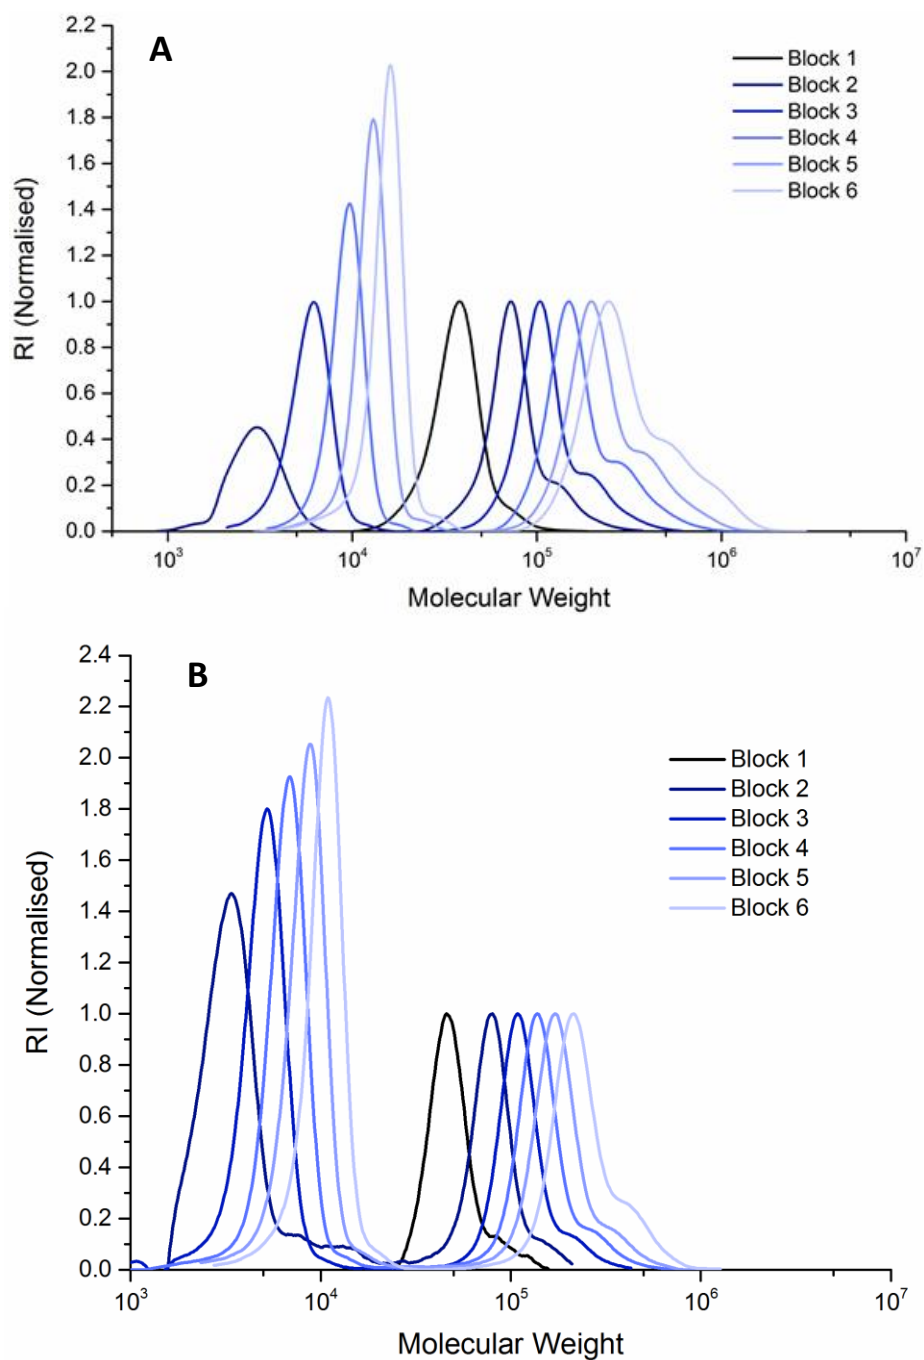 A
RI (Normalised)
2.2
2.0
1.8
1.6
1.4
1.2
1.0
0.8
0.6
0.4
0.2
0.0
Block 1
Block 2
Block 3
Block 4
Block 5
Block 6
10³ 10⁴ 10⁵ 10⁶ 10⁷
Molecular Weight
B
RI (Normalised)
2.4
2.2
2.0
1.8
1.6
1.4
1.2
1.0
0.8
0.6
0.4
0.2
0.0
Block 1
Block 2
Block 3
Block 4
Block 5
Block 6
10³ 10⁴ 10⁵ 10⁶ 10⁷
Molecular Weight